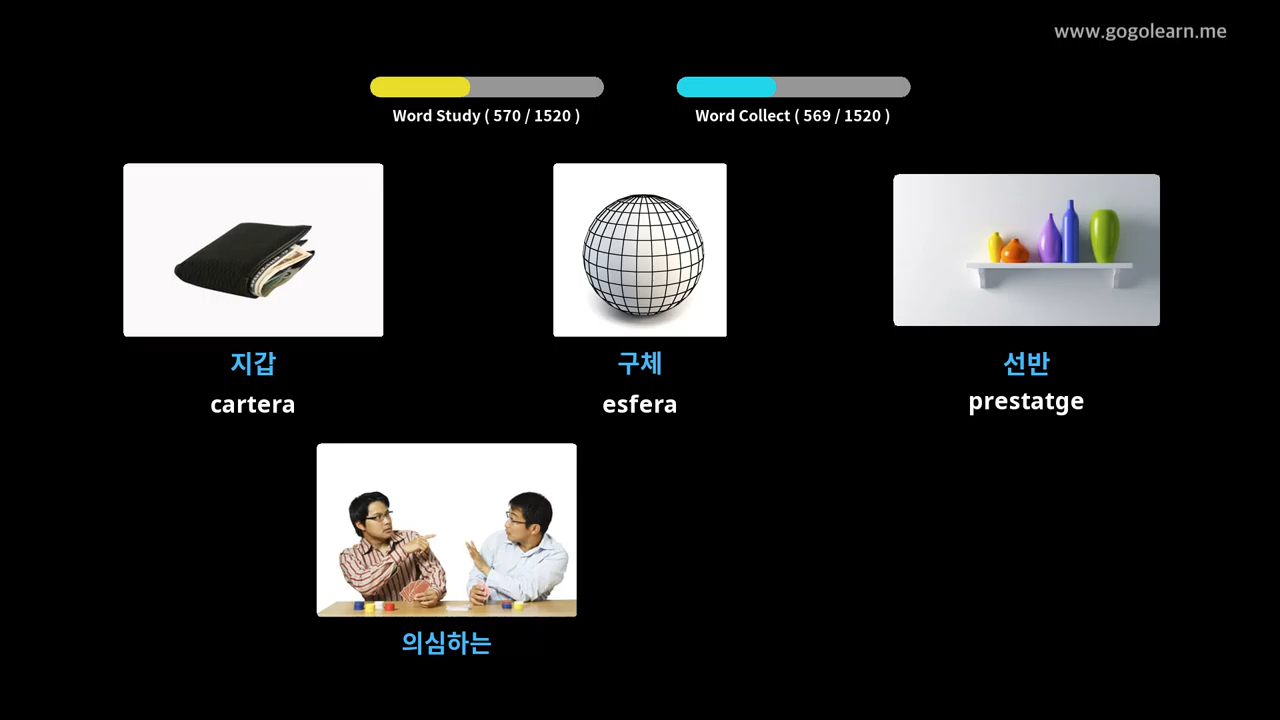 www.gogolearn.me
Word Study ( 570 / 1520 )
Word Collect ( 569 / 1520 )
지갑
구체
선반
cartera
esfera
prestatge
의심하는